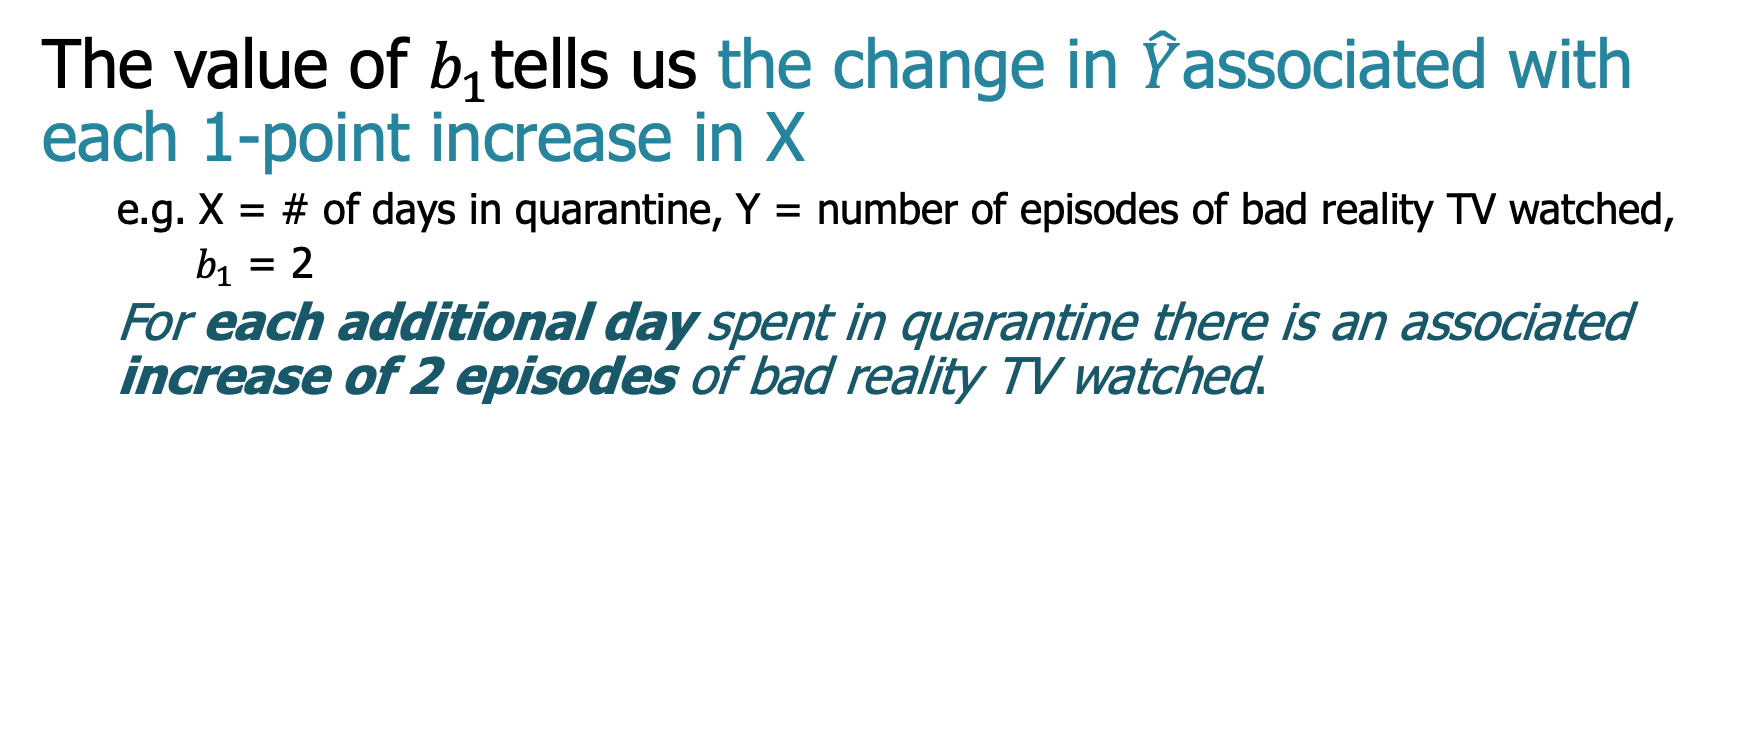 The value of b₁ tells us the change in Ŷ associated with
each 1-point increase in X
e.g. X = # of days in quarantine, Y = number of episodes of bad reality TV watched,
b₁ = 2
For each additional day spent in quarantine there is an associated
increase of 2 episodes of bad reality TV watched.